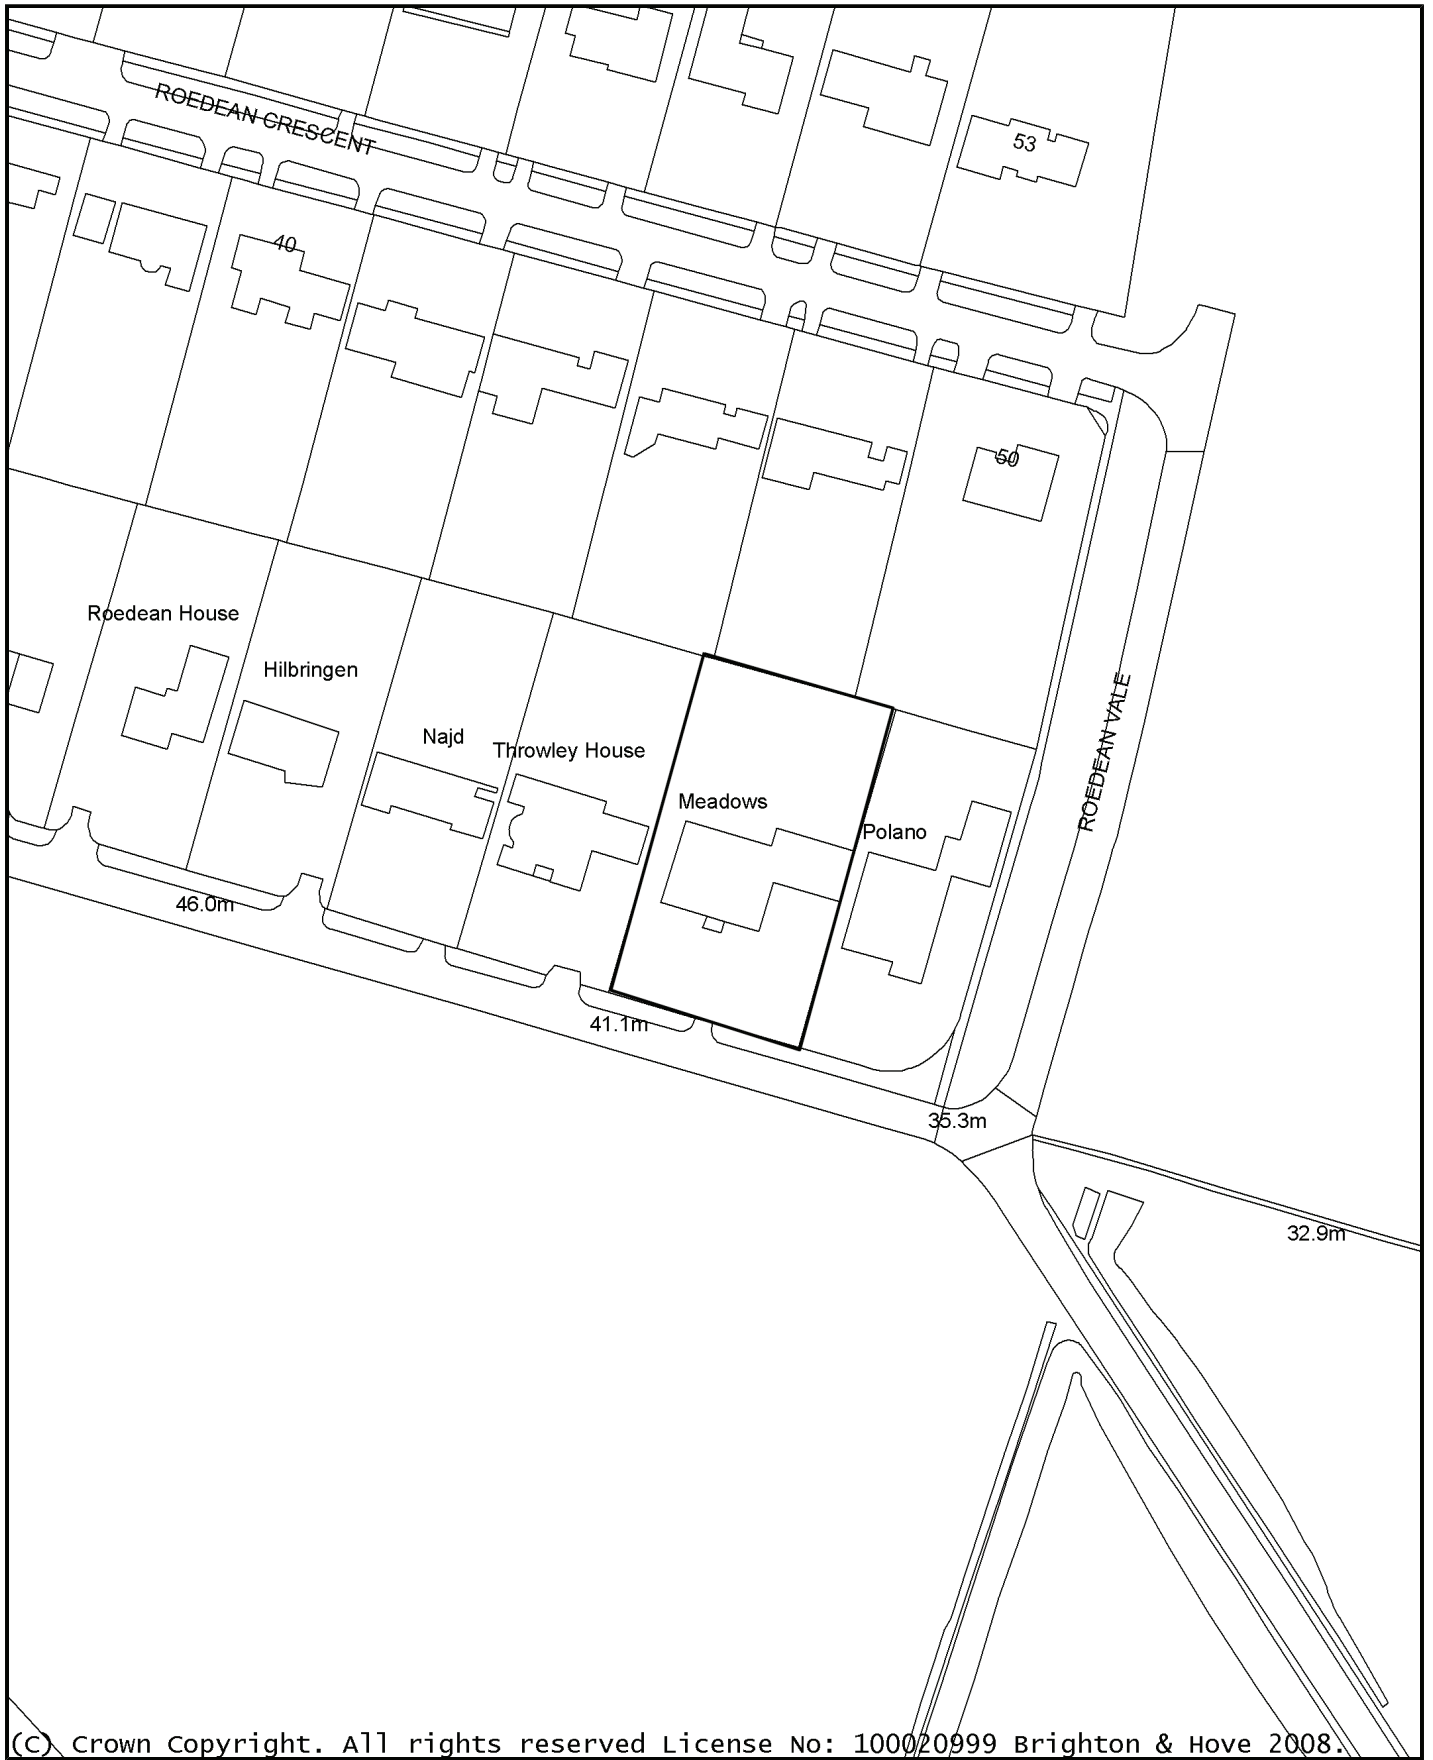 ROEDEAN CRESCENT
53
40
50
Roedean House
Hilbringen
Najd
Throwley House
Meadows
Polano
ROEDEAN VALE
46.0m
41.1m
35.3m
32.9m
(C) Crown Copyright. All rights reserved License No: 100020999 Brighton & Hove 2008.